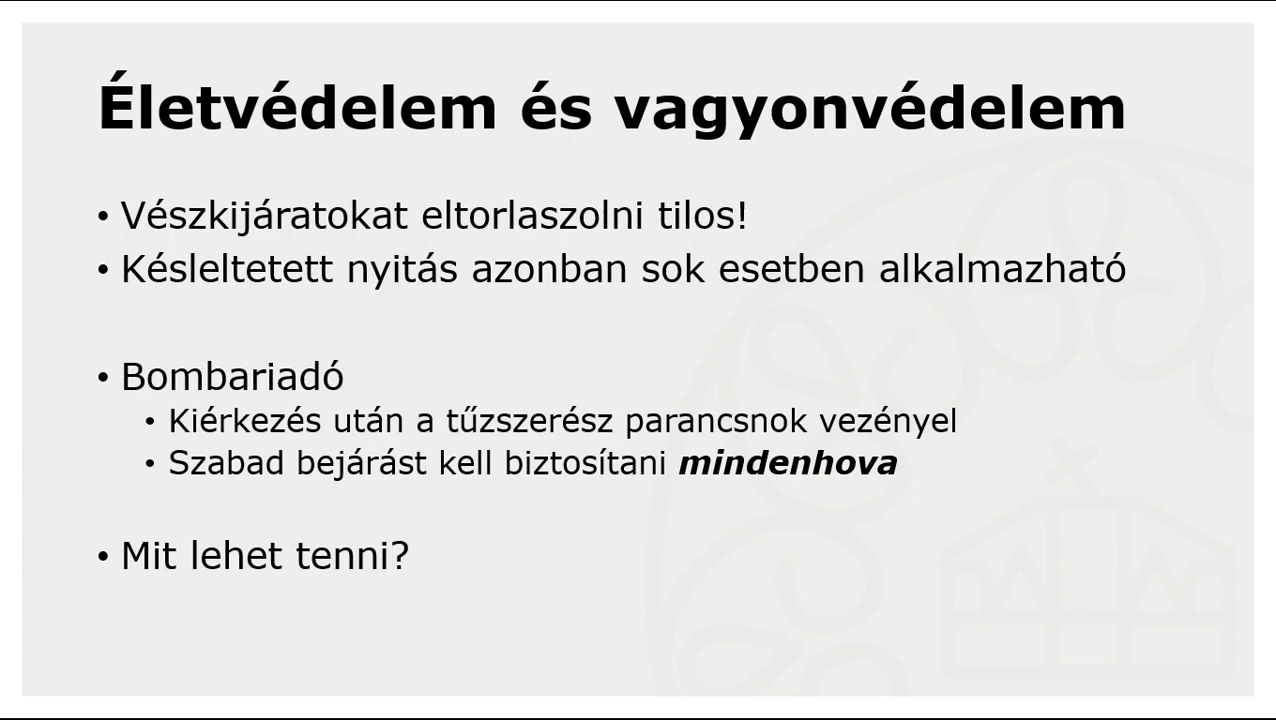 Életvédelem és vagyonvédelem
• Vészkijáratokat eltorlaszolni tilos!
• Késleltetett nyitás azonban sok esetben alkalmazható
• Bombariadó
• Kiérkezés után a tűzszerész parancsnok vezényel
• Szabad bejárást kell biztosítani mindenhova
• Mit lehet tenni?